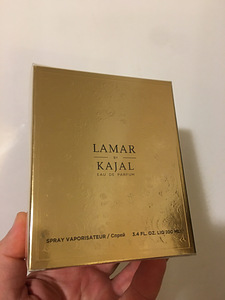 LAMAR
BY
KAJAL
EAU DE PARFUM
SPRAY VAPORISATEUR / Спрей 3.4 FL. OZ. LIQ 100 ML